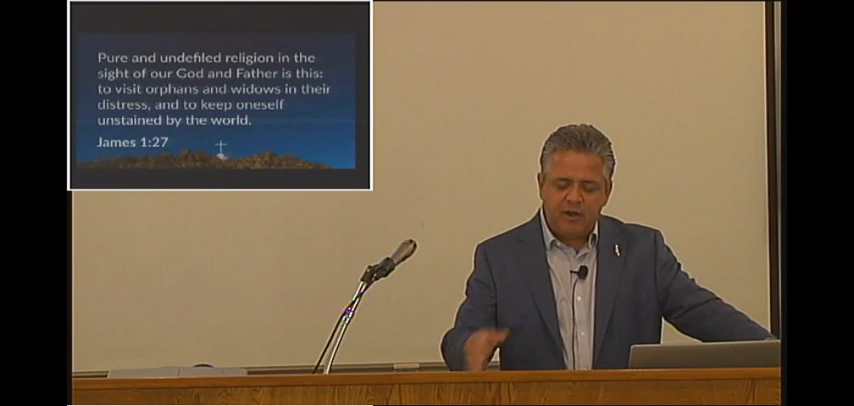 Pure and undefiled religion in the
sight of our God and Father is this:
to visit orphans and widows in their
distress, and to keep oneself
unstained by the world.
James 1:27